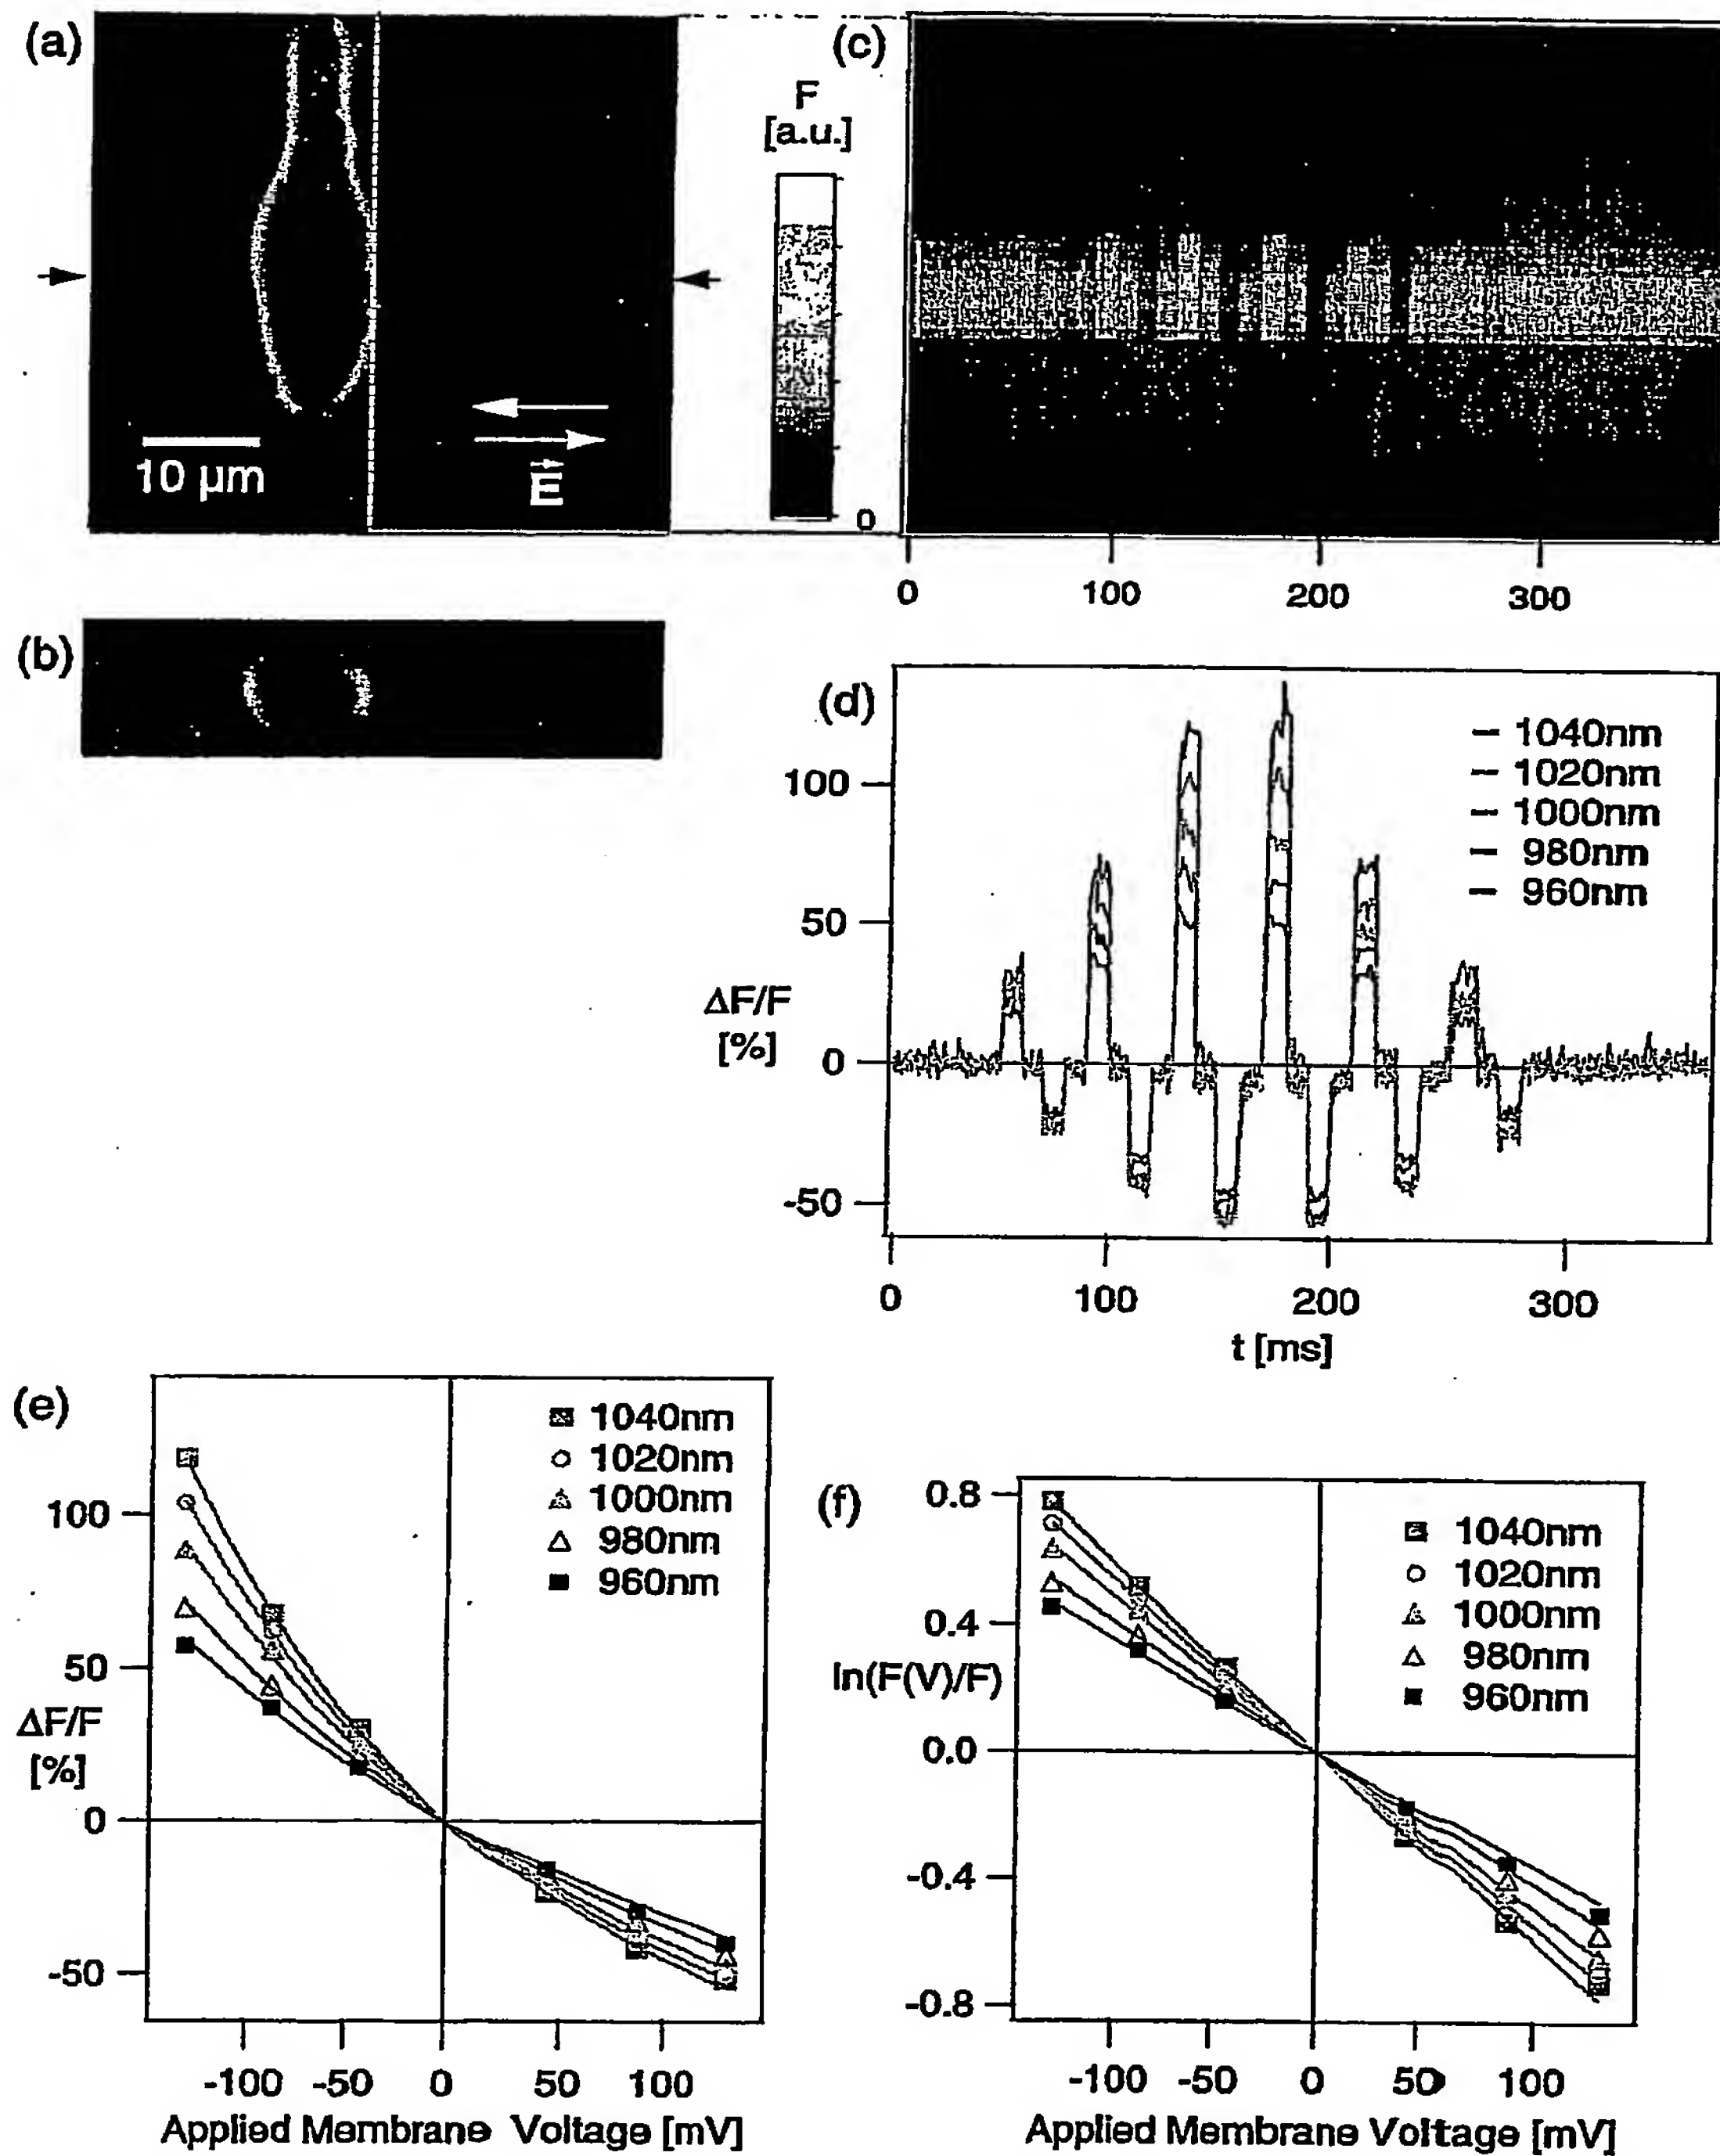 (a)
10 µm
E
(b)
F
[a.u.]
0
(c)
0 100 200 300
(d)
1040nm
1020nm
1000nm
980nm
960nm
100
50
0
-50
ΔF/F
[%]
0 100 200 300
t [ms]
(e)
1040nm
1020nm
1000nm
980nm
960nm
100
50
0
-50
ΔF/F
[%]
-100 -50 0 50 100
Applied Membrane Voltage [mV]
(f)
1040nm
1020nm
1000nm
980nm
960nm
0.8
0.4
0.0
-0.4
-0.8
ln(F(V)/F)
-100 -50 0 50 100
Applied Membrane Voltage [mV]